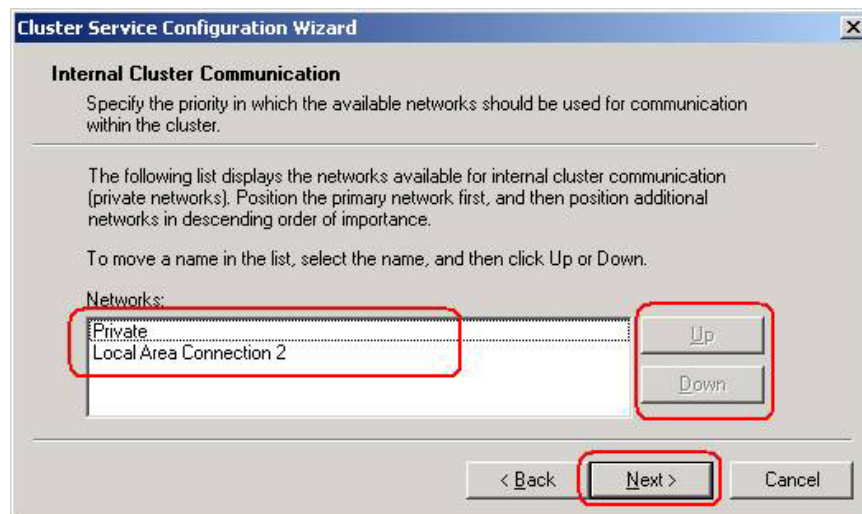 Cluster Service Configuration Wizard
Internal Cluster Communication
Specify the priority in which the available networks should be used for communication
within the cluster.
The following list displays the networks available for internal cluster communication
(private networks). Position the primary network first, and then position additional
networks in descending order of importance.
To move a name in the list, select the name, and then click Up or Down.
Networks:
Private
Local Area Connection 2
Up
Down
< Back
Next >
Cancel